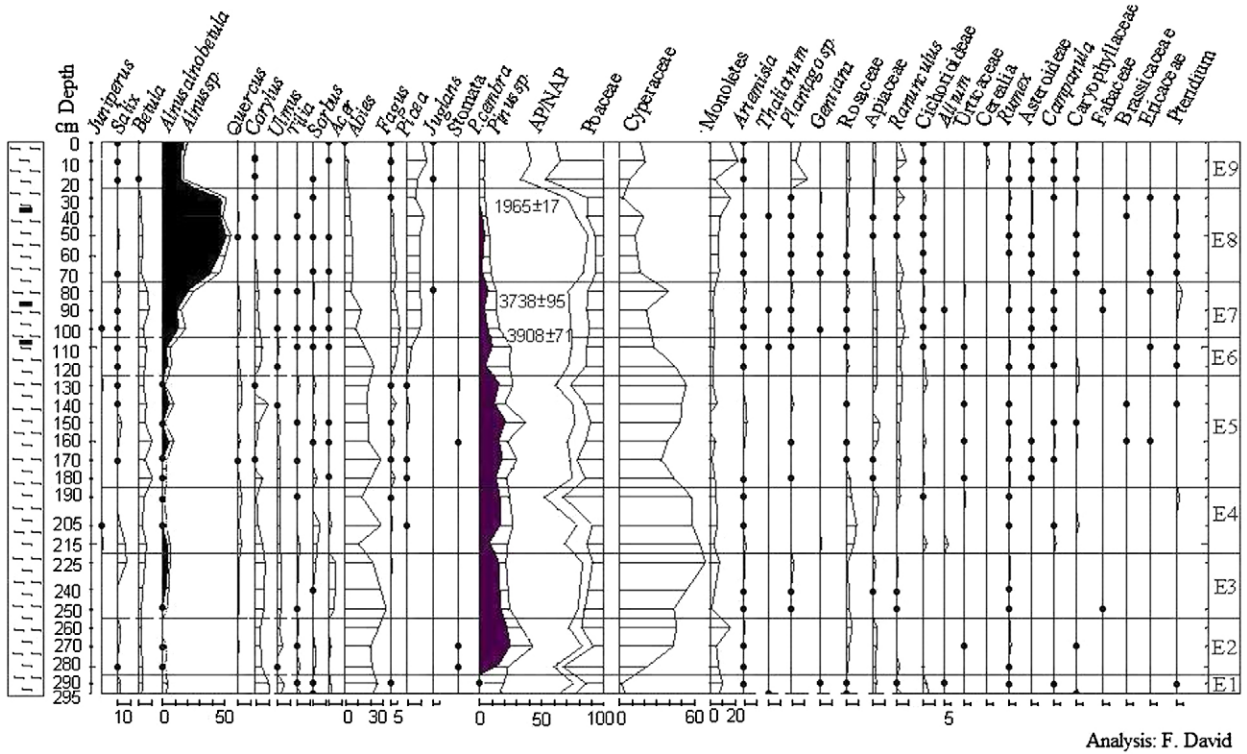 cm Depth
Juniperus
Salix
Betula
Alnus alnobetula
Alnus sp.
Quercus
Corylus
Ulmus
Tilia
Sorbus
Acer
Abies
Fagus
Picea
Juglans
Stomata
P.cembra
Pinus sp.
AP/NAP
Poaceae
Cyperaceae
Monoletes
Artemisia
Thalictrum
Plantago sp.
Gentiana
Rosaceae
Apiaceae
Ranunculus
Cichorioideae
Allium
Urticaceae
Cerealia
Rumex
Asteroideae
Campanula
Caryophyllaceae
Fabaceae
Brassicaceae
Ericaceae
Pteridium
0
10
20
30
40
50
60
70
80
90
100
110
120
130
140
150
160
170
180
190
205
215
225
240
250
260
270
280
290
295
1965±17
3738±95
3908±71
E9
E8
E7
E6
E5
E4
E3
E2
E1
10 0 50 0 30 5 0 50 100 0 60 0 20 5
Analysis: F. David